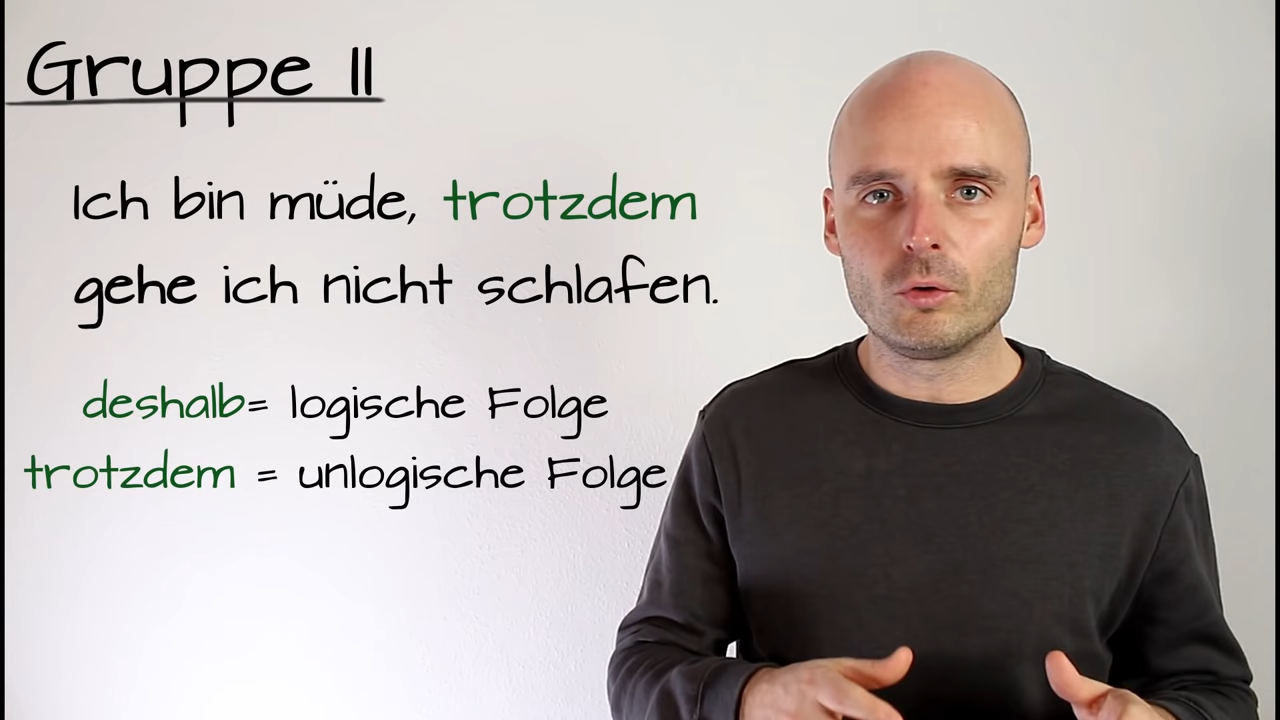 Gruppe II
Ich bin müde, trotzdem
gehe ich nicht schlafen.
deshalb= logische Folge
trotzdem = unlogische Folge